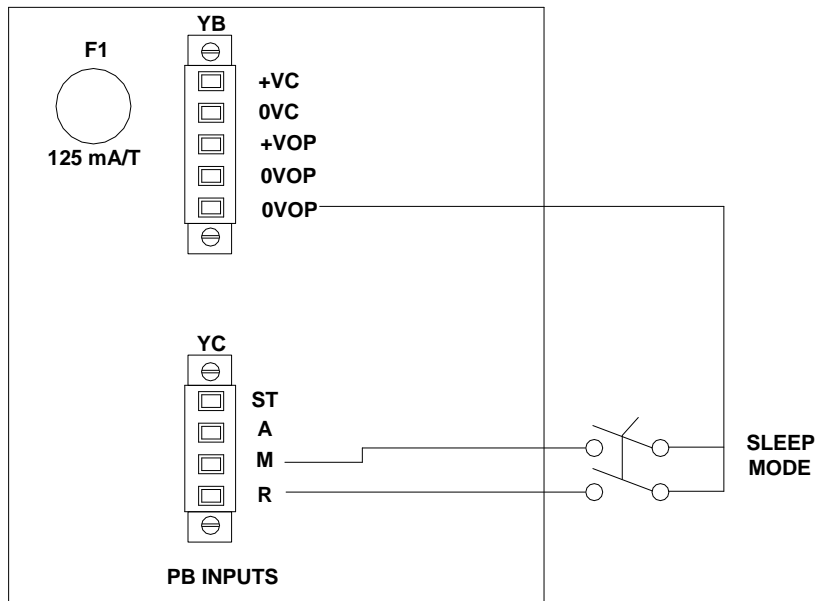 YB
F1
125 mA/T
+VC
0VC
+VOP
0VOP
0VOP
YC
ST
A
M
R
SLEEP
MODE
PB INPUTS